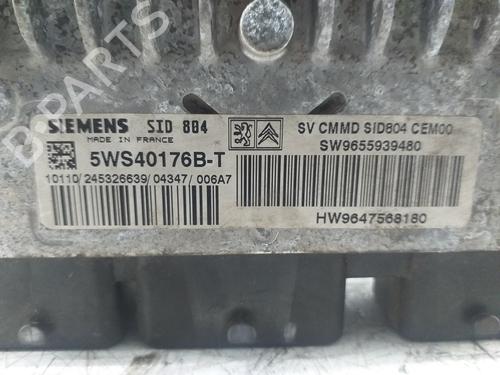 SIEMENS SID 804
MADE IN FRANCE
5WS40176B-T
10110/245326639/04347/006A7
SV CMMD SID804 CEM00
SW9655939480
HW9647568180
B-PARTS